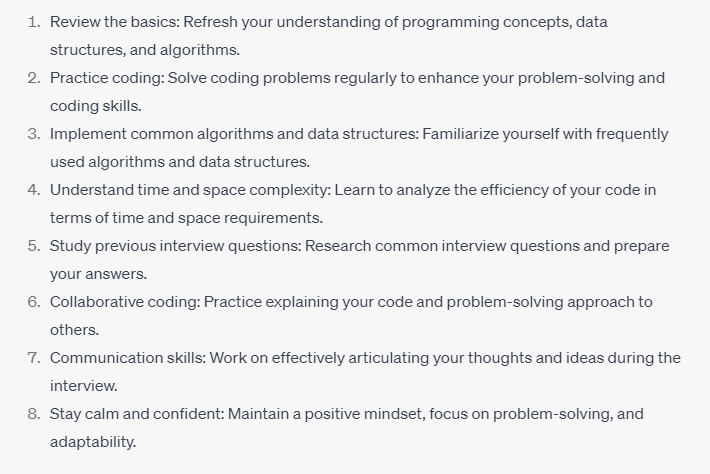 1. Review the basics: Refresh your understanding of programming concepts, data
structures, and algorithms.
2. Practice coding: Solve coding problems regularly to enhance your problem-solving and
coding skills.
3. Implement common algorithms and data structures: Familiarize yourself with frequently
used algorithms and data structures.
4. Understand time and space complexity: Learn to analyze the efficiency of your code in
terms of time and space requirements.
5. Study previous interview questions: Research common interview questions and prepare
your answers.
6. Collaborative coding: Practice explaining your code and problem-solving approach to
others.
7. Communication skills: Work on effectively articulating your thoughts and ideas during the
interview.
8. Stay calm and confident: Maintain a positive mindset, focus on problem-solving, and
adaptability.